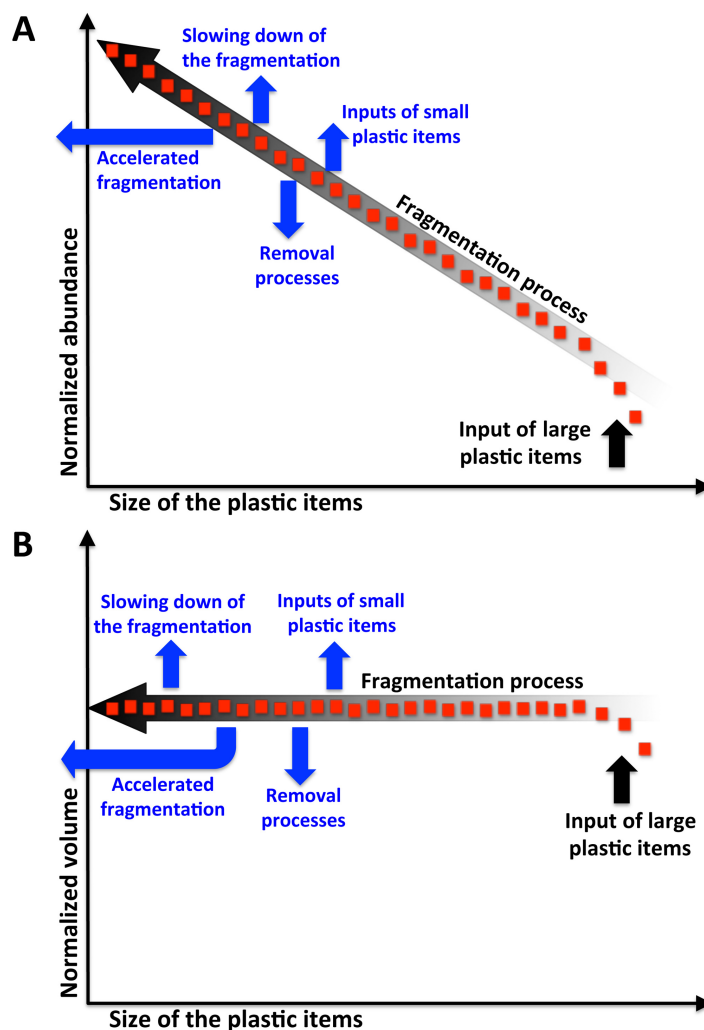 A
Slowing down of
the fragmentation
Inputs of small
plastic items
Accelerated
fragmentation
Removal
processes
Fragmentation process
Input of large
plastic items
Normalized abundance
Size of the plastic items
B
Slowing down of
the fragmentation
Inputs of small
plastic items
Fragmentation process
Accelerated
fragmentation
Removal
processes
Input of large
plastic items
Normalized volume
Size of the plastic items